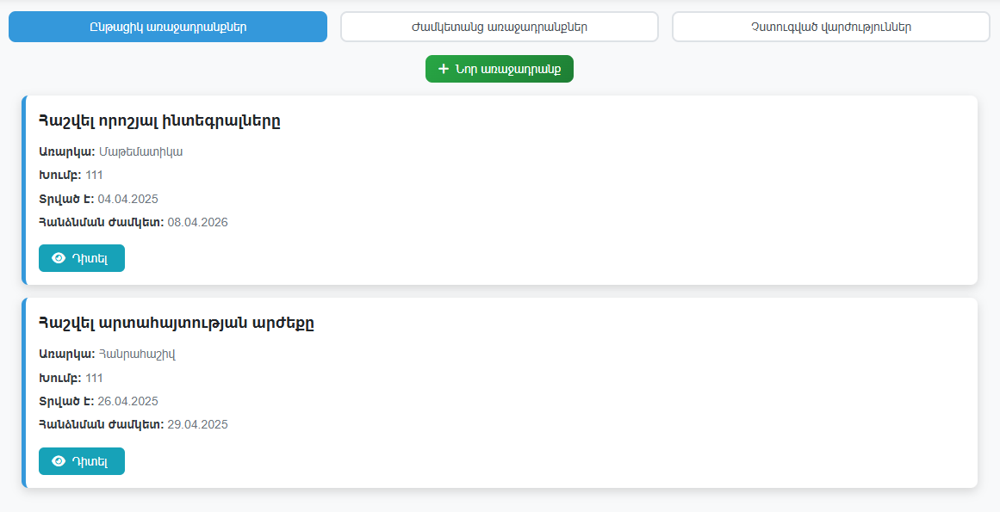 Ընթացիկ առաջադրանքներ
Ժամկետանց առաջադրանքներ
Չստուգված վարժություններ
+ Նոր առաջադրանք
Հաշվել որոշյալ ինտեգրալները
Առարկա: Մաթեմատիկա
Խումբ: 111
Տրված է: 04.04.2025
Հանձնման ժամկետ: 08.04.2026
Դիտել
Հաշվել արտահայտության արժեքը
Առարկա: Հանրահաշիվ
Խումբ: 111
Տրված է: 26.04.2025
Հանձնման ժամկետ: 29.04.2025
Դիտել